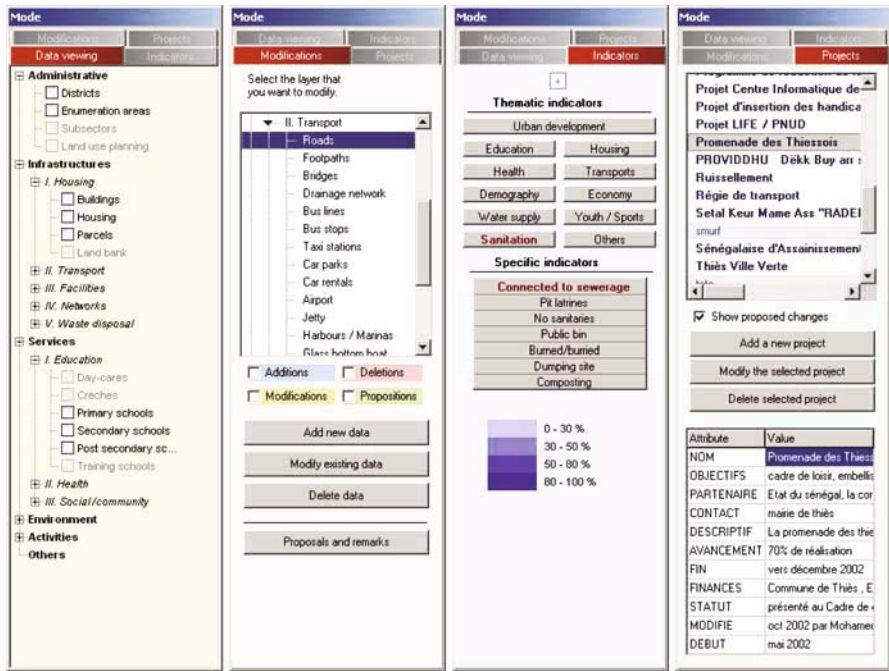 Mode
Modifications Projects
Data viewing Indicators
Administrative
Districts
Enumeration areas
Subsectors
Land use planning
Infrastructures
I. Housing
Buildings
Housing
Parcels
Land bank
II. Transport
III. Facilities
IV. Networks
V. Waste disposal
Services
I. Education
Day-cares
Creches
Primary schools
Secondary schools
Post secondary sc...
Training schools
II. Health
III. Social/community
Environment
Activities
Others
Mode
Data viewing Indicators
Modifications Projects
Select the layer that
you want to modify.
II. Transport
Roads
Footpaths
Bridges
Drainage network
Bus lines
Bus stops
Taxi stations
Car parks
Car rentals
Airport
Jetty
Harbours / Marinas
Glass bottom boat
Additions Deletions
Modifications Propositions
Add new data
Modify existing data
Delete data
Proposals and remarks
Mode
Modifications Projects
Data viewing Indicators
Thematic indicators
Urban development
Education Housing
Health Transports
Demography Economy
Water supply Youth / Sports
Sanitation Others
Specific indicators
Connected to sewerage
Pit latrines
No sanitaries
Public bin
Burned/burried
Dumping site
Composting
0 - 30 %
30 - 50 %
50 - 80 %
80 - 100 %
Mode
Data viewing Indicators
Modifications Projects
Projet Centre Informatique de
Projet d'insertion des handica
Projet LIFE / PNUD
Promenade des Thiessois
PROVIDDHU Dëkk Buy arr
Ruissellement
Régie de transport
Setal Keur Mame Ass "RADEI
smurf
Sénégalaise d'Assainissement
Thiès Ville Verte
Show proposed changes
Add a new project
Modify the selected project
Delete selected project
Attribute Value
NOM Promenade des Thiess
OBJECTIFS cadre de loisir, embellis
PARTENAIRE Etat du sénégal, la cor
CONTACT mairie de thiès
DESCRIPTIF La promenade des thie
AVANCEMENT 70% de réalisation
FIN vers décembre 2002
FINANCES Commune de Thiès , E
STATUT présenté au Cadre de
MODIFIE oct 2002 par Mohamed
DEBUT mai 2002